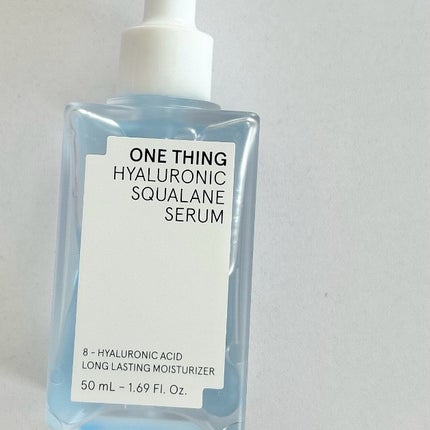 ONE THING
HYALURONIC
SQUALANE
SERUM
8 - HYALURONIC ACID
LONG LASTING MOISTURIZER
50 mL - 1.69 Fl. Oz.